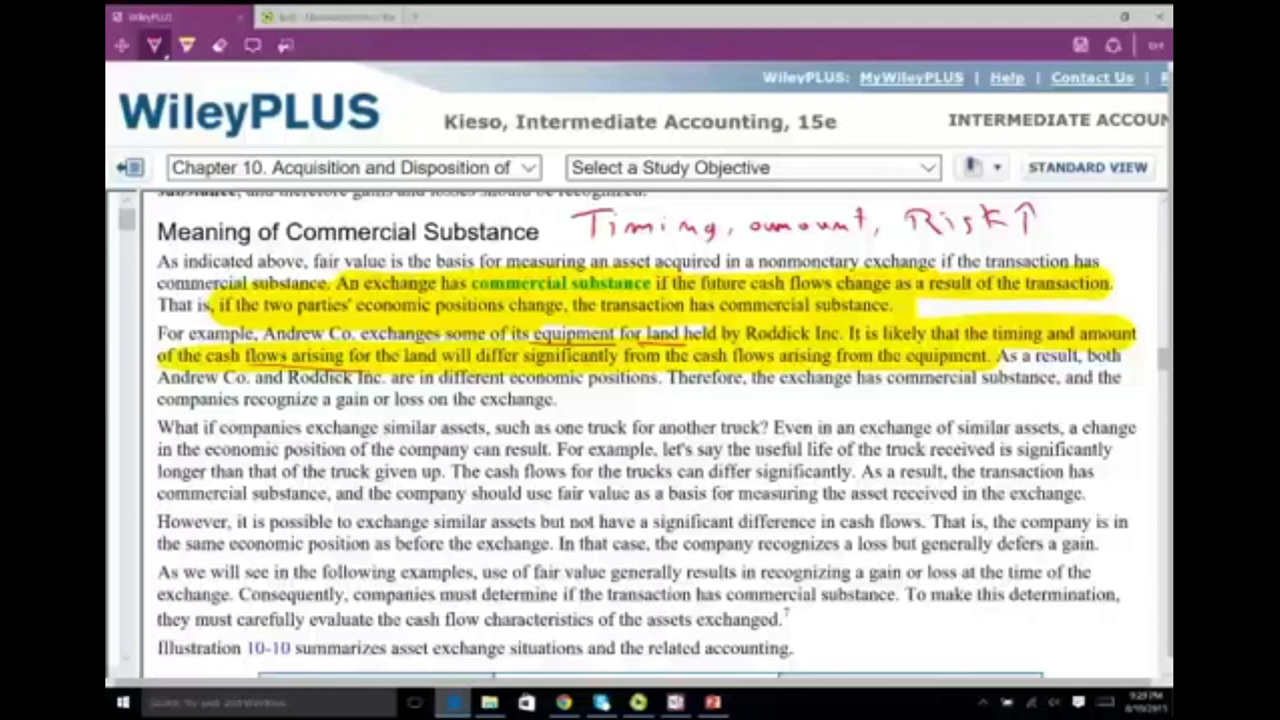 WileyPLUS
WileyPLUS: MyWileyPLUS | Help | Contact Us |
WileyPLUS
Kieso, Intermediate Accounting, 15e
INTERMEDIATE ACCOUN
Chapter 10. Acquisition and Disposition of
Select a Study Objective
STANDARD VIEW
substance, and therefore gains and losses should be recognized.
Timing, amount, Risk↑
Meaning of Commercial Substance
As indicated above, fair value is the basis for measuring an asset acquired in a nonmonetary exchange if the transaction has
commercial substance. An exchange has commercial substance if the future cash flows change as a result of the transaction.
That is, if the two parties' economic positions change, the transaction has commercial substance.
For example, Andrew Co. exchanges some of its equipment for land held by Roddick Inc. It is likely that the timing and amount
of the cash flows arising for the land will differ significantly from the cash flows arising from the equipment. As a result, both
Andrew Co. and Roddick Inc. are in different economic positions. Therefore, the exchange has commercial substance, and the
companies recognize a gain or loss on the exchange.
What if companies exchange similar assets, such as one truck for another truck? Even in an exchange of similar assets, a change
in the economic position of the company can result. For example, let's say the useful life of the truck received is significantly
longer than that of the truck given up. The cash flows for the trucks can differ significantly. As a result, the transaction has
commercial substance, and the company should use fair value as a basis for measuring the asset received in the exchange.
However, it is possible to exchange similar assets but not have a significant difference in cash flows. That is, the company is in
the same economic position as before the exchange. In that case, the company recognizes a loss but generally defers a gain.
As we will see in the following examples, use of fair value generally results in recognizing a gain or loss at the time of the
exchange. Consequently, companies must determine if the transaction has commercial substance. To make this determination,
they must carefully evaluate the cash flow characteristics of the assets exchanged.7
Illustration 10-10 summarizes asset exchange situations and the related accounting.
9:29 PM